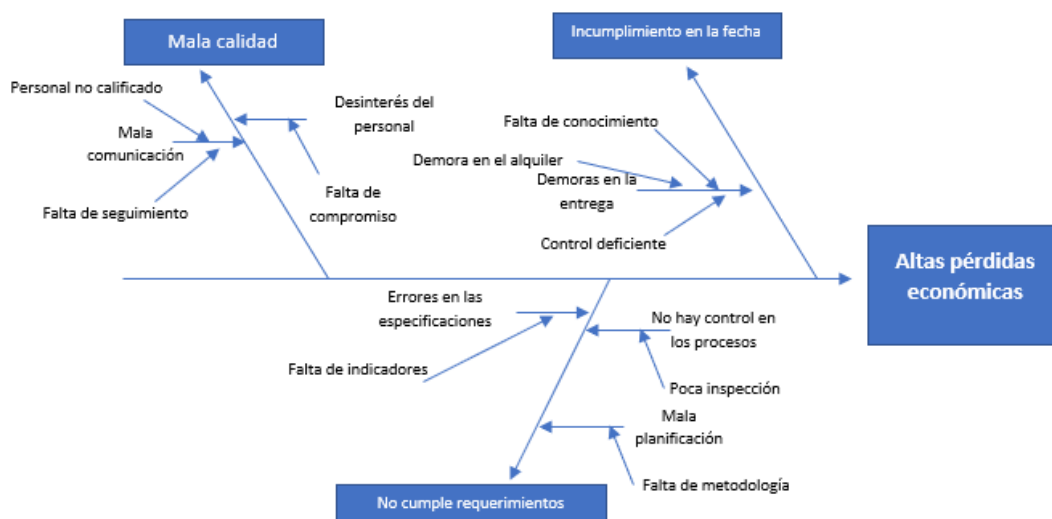 Mala calidad
Incumplimiento en la fecha
Personal no calificado
Desinterés del
personal
Mala
comunicación
Falta de seguimiento
Falta de
compromiso
Falta de conocimiento
Demora en el alquiler
Demoras en la
entrega
Control deficiente
Altas pérdidas
económicas
Errores en las
especificaciones
Falta de indicadores
No hay control en
los procesos
Poca inspección
Mala
planificación
Falta de metodología
No cumple requerimientos